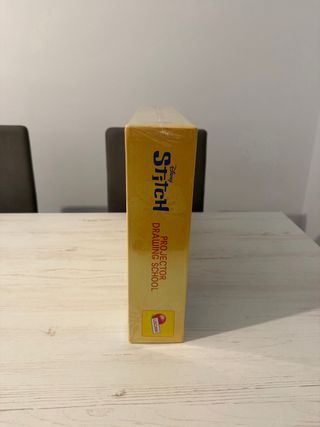 Disney
Stitch
PROJECTOR
DRAWING SCHOOL